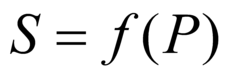 S = f(P)